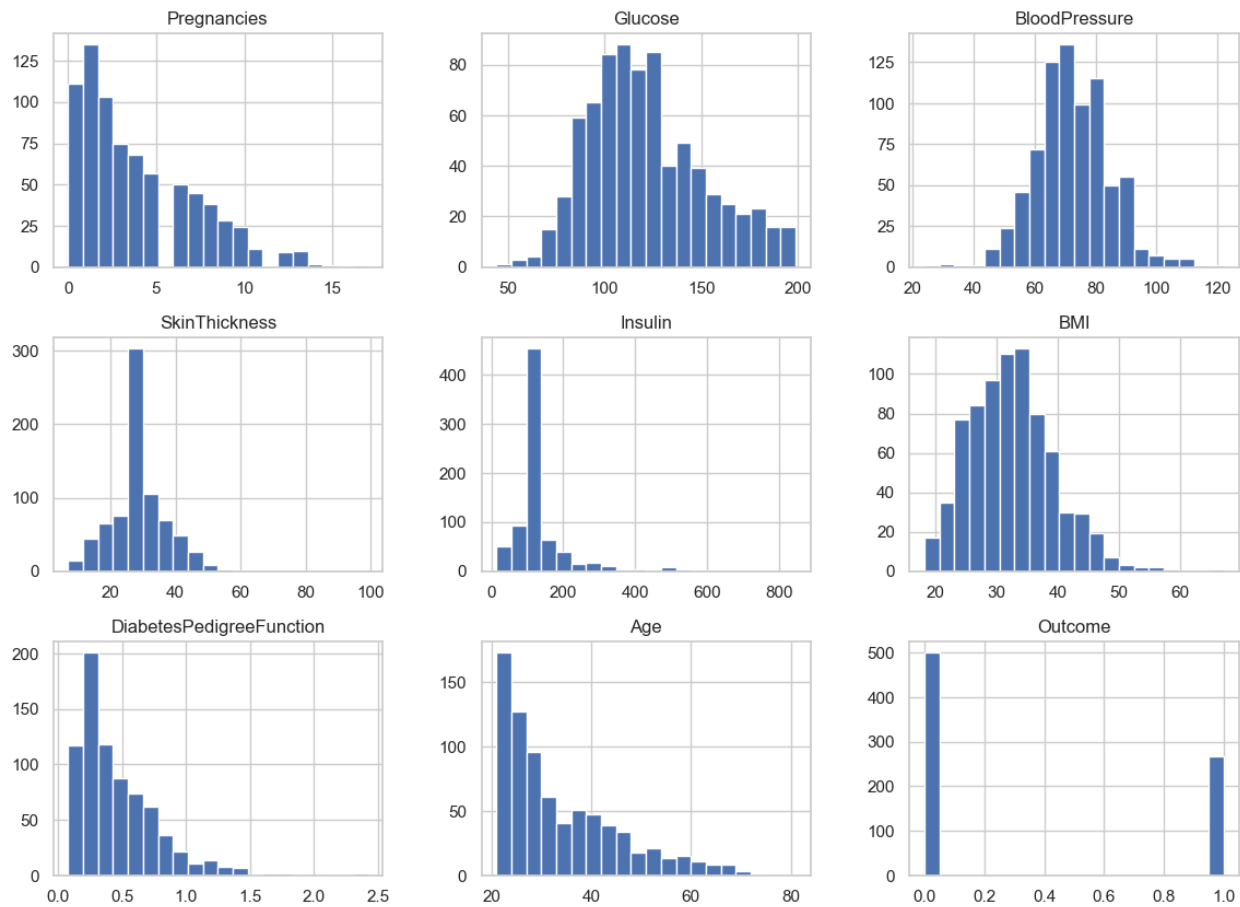 Pregnancies
125
100
75
50
25
0
0 5 10 15
Glucose
80
60
40
20
0
50 100 150 200
BloodPressure
125
100
75
50
25
0
20 40 60 80 100 120
SkinThickness
300
200
100
0
20 40 60 80 100
Insulin
400
300
200
100
0
0 200 400 600 800
BMI
100
80
60
40
20
0
20 30 40 50 60
DiabetesPedigreeFunction
200
150
100
50
0
0.0 0.5 1.0 1.5 2.0 2.5
Age
150
100
50
0
20 40 60 80
Outcome
500
400
300
200
100
0
0.0 0.2 0.4 0.6 0.8 1.0